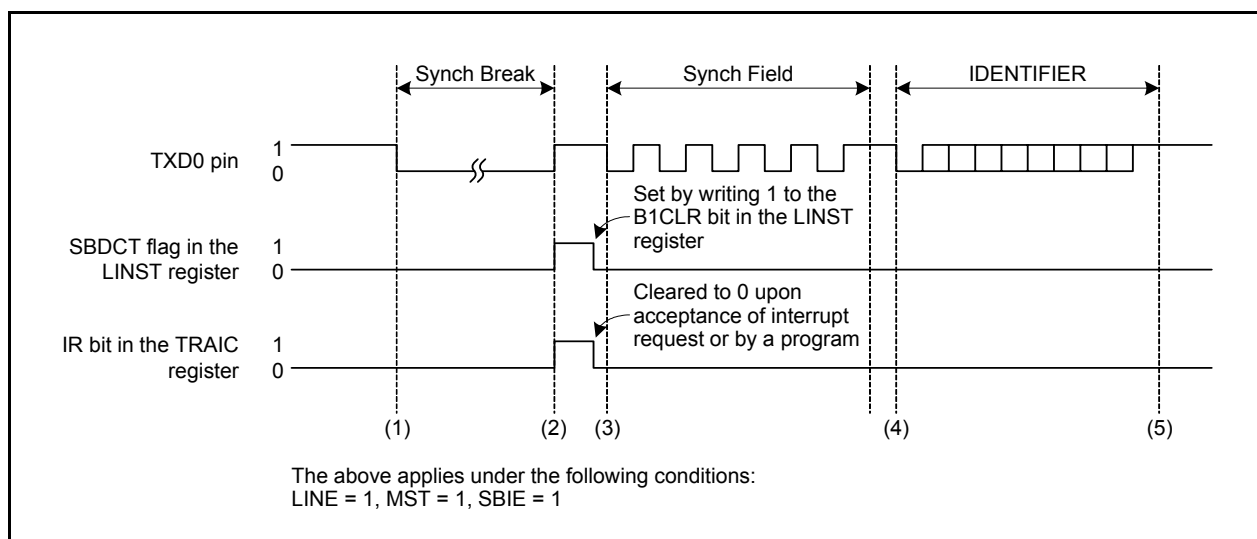 Synch Break
Synch Field
IDENTIFIER
TXD0 pin
1
0
Set by writing 1 to the
B1CLR bit in the LINST
register
SBDCT flag in the
LINST register
1
0
Cleared to 0 upon
acceptance of interrupt
request or by a program
IR bit in the TRAIC
register
1
0
(1)
(2)
(3)
(4)
(5)
The above applies under the following conditions:
LINE = 1, MST = 1, SBIE = 1